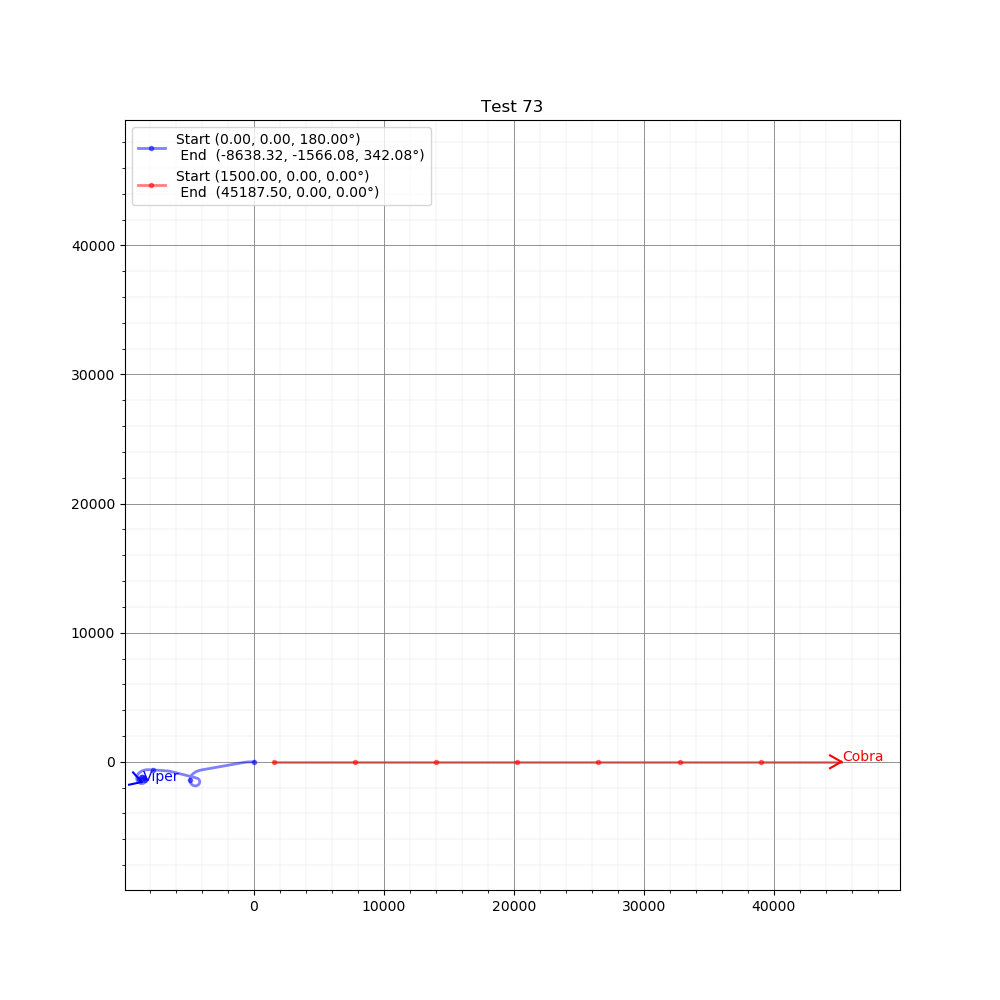 Test 73
Start (0.00, 0.00, 180.00°)
End  (-8638.32, -1566.08, 342.08°)
Start (1500.00, 0.00, 0.00°)
End  (45187.50, 0.00, 0.00°)
40000
30000
20000
10000
0
Cobra
Viper
0
10000
20000
30000
40000